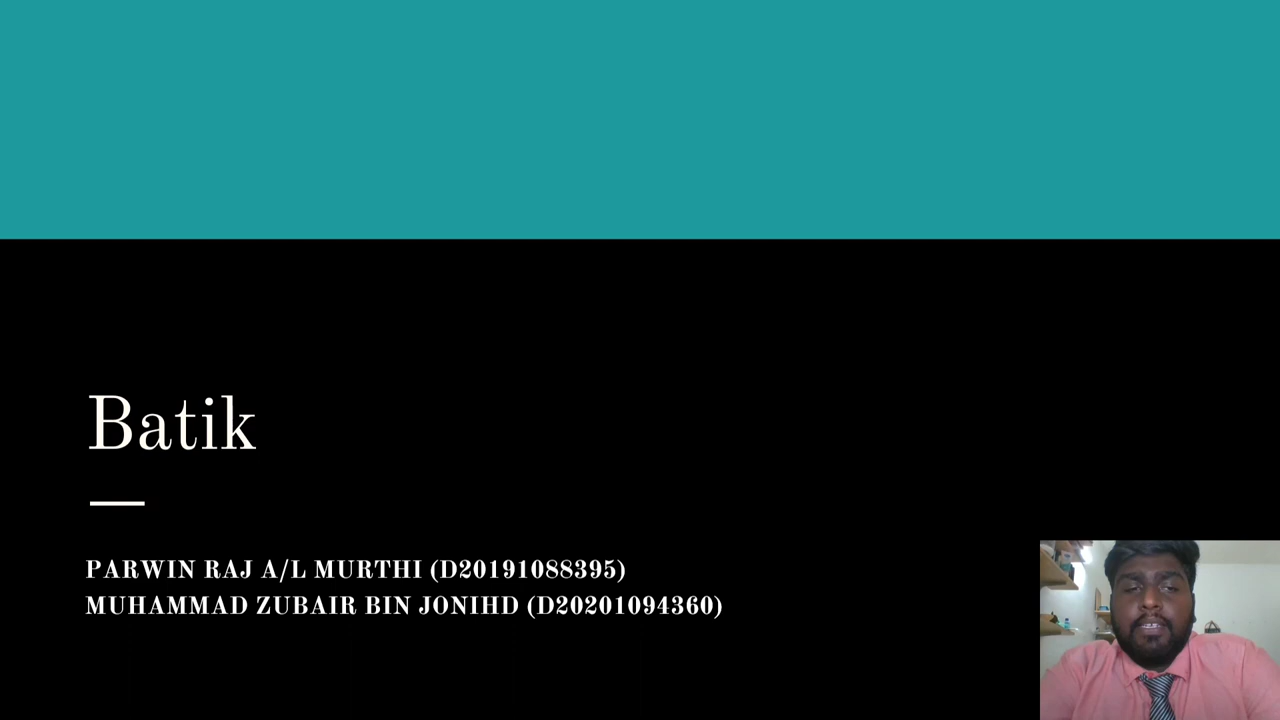 Batik
PARWIN RAJ A/L MURTHI (D20191088395)
MUHAMMAD ZUBAIR BIN JONIHD (D20201094360)